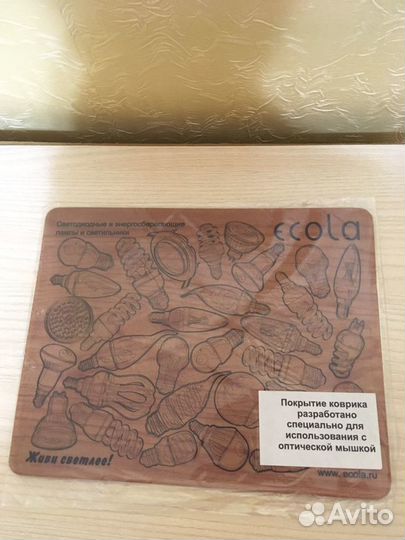 Светодиодные и энергосберегающие
лампы и светильники
ecola
Покрытие коврика
разработано
специально для
использования с
оптической мышкой
Живи светлее!
www.ecola.ru
Avito